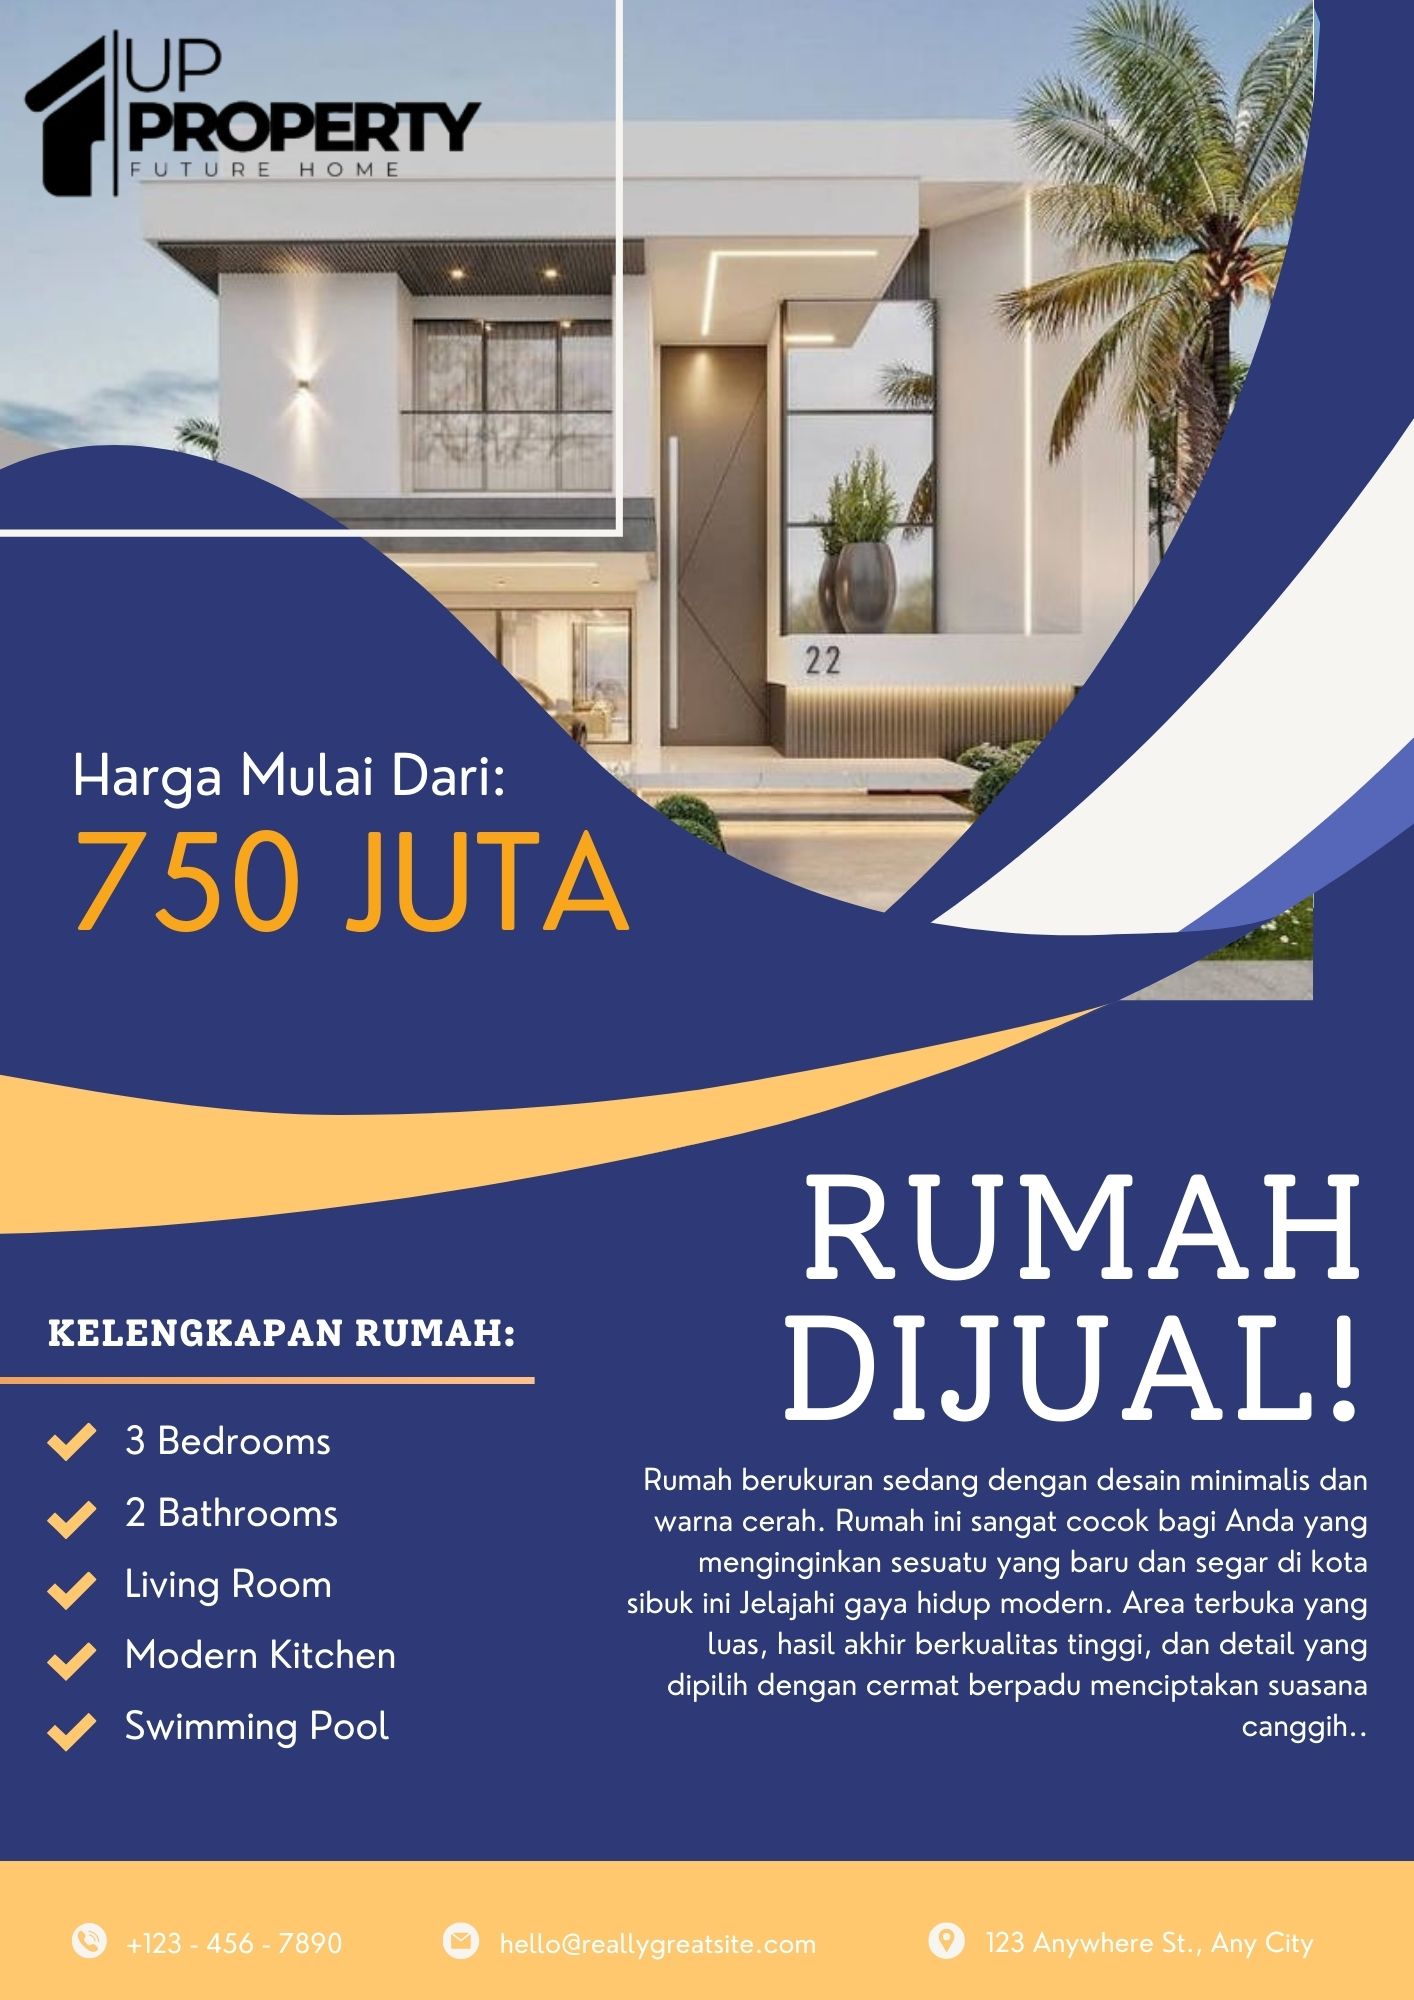 UP
PROPERTY
FUTURE HOME
22
Harga Mulai Dari:
750 JUTA
RUMAH
DIJUAL!
KELENGKAPAN RUMAH:
3 Bedrooms
2 Bathrooms
Living Room
Modern Kitchen
Swimming Pool
Rumah berukuran sedang dengan desain minimalis dan
warna cerah. Rumah ini sangat cocok bagi Anda yang
menginginkan sesuatu yang baru dan segar di kota
sibuk ini Jelajahi gaya hidup modern. Area terbuka yang
luas, hasil akhir berkualitas tinggi, dan detail yang
dipilih dengan cermat berpadu menciptakan suasana
canggih..
+123 - 456 - 7890
hello@reallygreatsite.com
123 Anywhere St., Any City